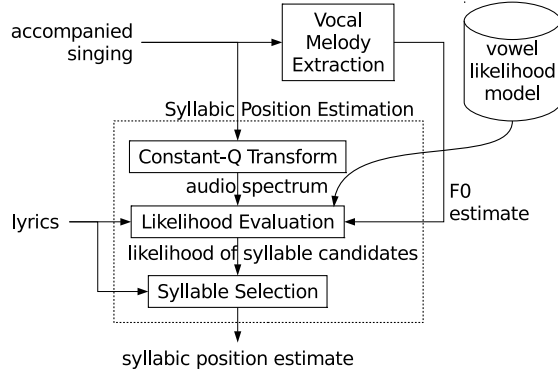 accompanied
singing
Vocal
Melody
Extraction
vowel
likelihood
model
Syllabic Position Estimation
Constant-Q Transform
audio spectrum
F0
estimate
lyrics
Likelihood Evaluation
likelihood of syllable candidates
Syllable Selection
syllabic position estimate